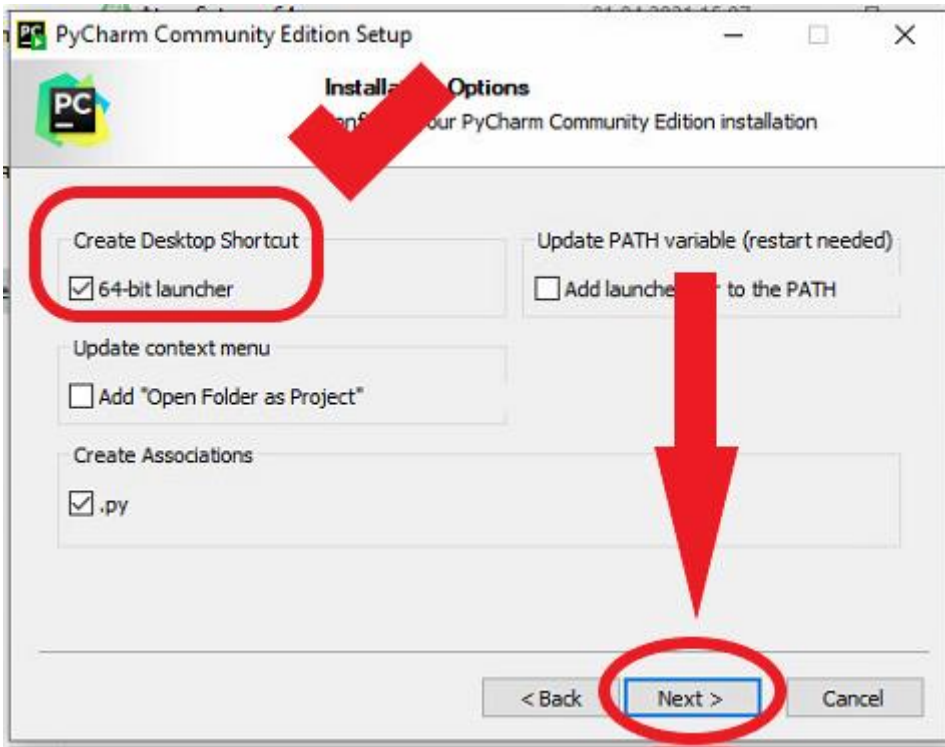 PyCharm Community Edition Setup
PC
Options
our PyCharm Community Edition installation
Create Desktop Shortcut
64-bit launcher
Update PATH variable (restart needed)
Add to the PATH
Update context menu
Add "Open Folder as Project"
Create Associations
.py
< Back
Next >
Cancel